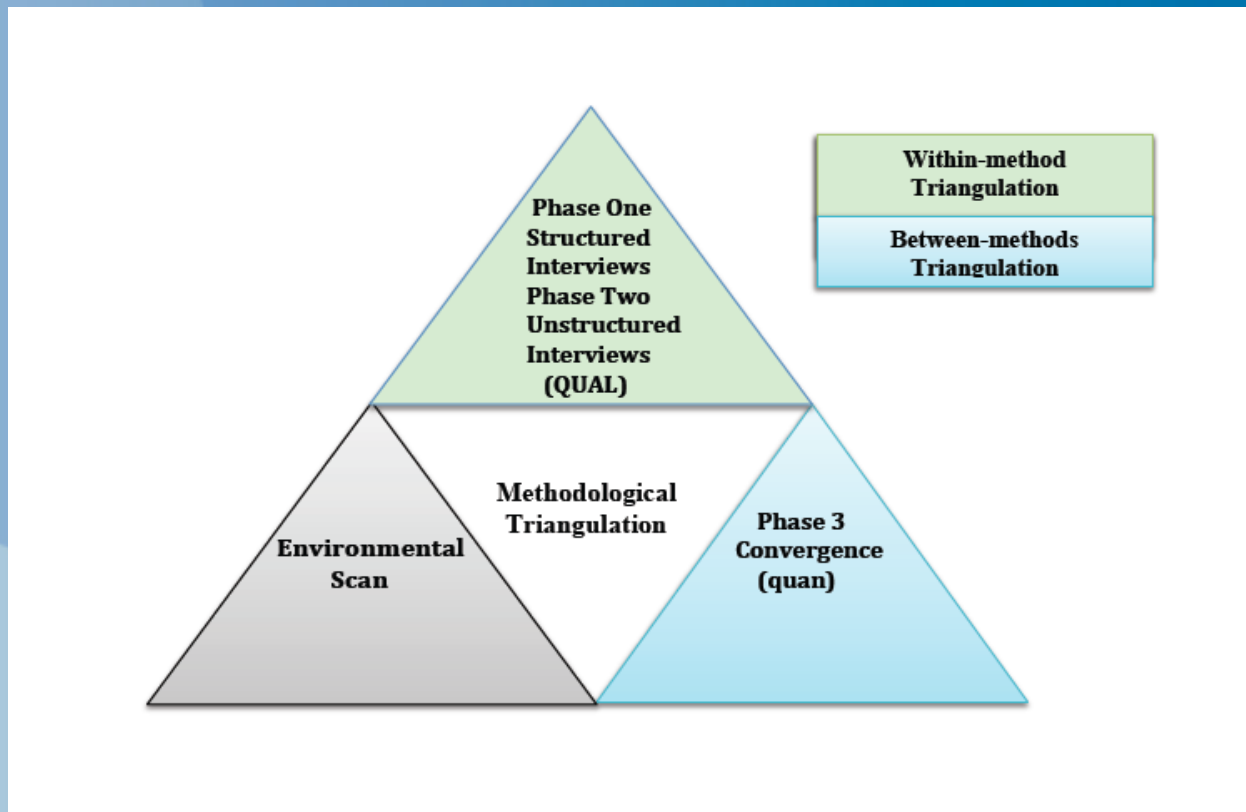 Phase One
Structured
Interviews
Phase Two
Unstructured
Interviews
(QUAL)
Within-method
Triangulation
Between-methods
Triangulation
Methodological
Triangulation
Environmental
Scan
Phase 3
Convergence
(quan)